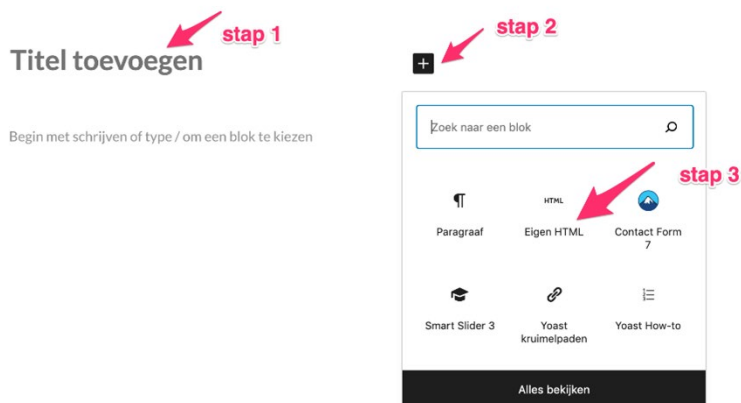 stap 1
Titel toevoegen
Begin met schrijven of type / om een blok te kiezen
stap 2
+
Zoek naar een blok
stap 3
¶
HTML
Paragraaf
Eigen HTML
Contact Form
7
Smart Slider 3
Yoast
kruimelpaden
Yoast How-to
Alles bekijken